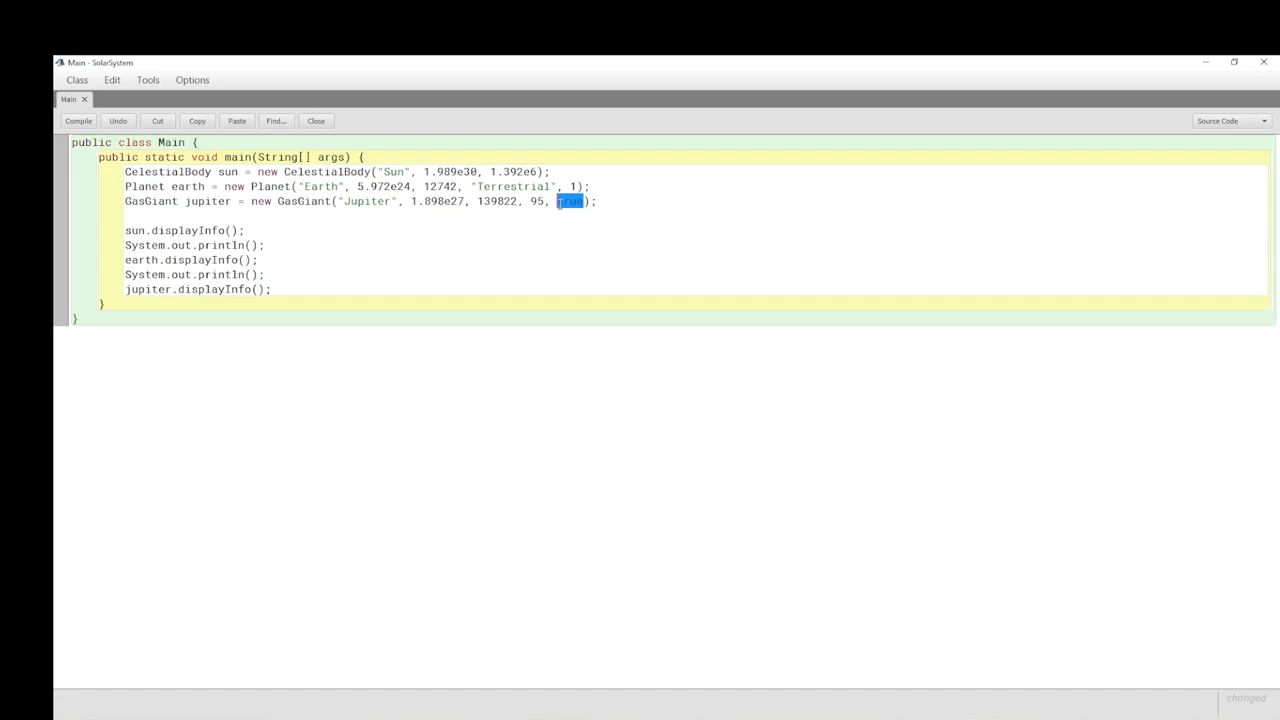 Main - SolarSystem
Class Edit Tools Options
Main
Compile Undo Cut Copy Paste Find... Close Source Code
public class Main {
public static void main(String[] args) {
CelestialBody sun = new CelestialBody("Sun", 1.989e30, 1.392e6);
Planet earth = new Planet("Earth", 5.972e24, 12742, "Terrestrial", 1);
GasGiant jupiter = new GasGiant("Jupiter", 1.898e27, 139822, 95, true);
sun.displayInfo();
System.out.println();
earth.displayInfo();
System.out.println();
jupiter.displayInfo();
}
}
changed